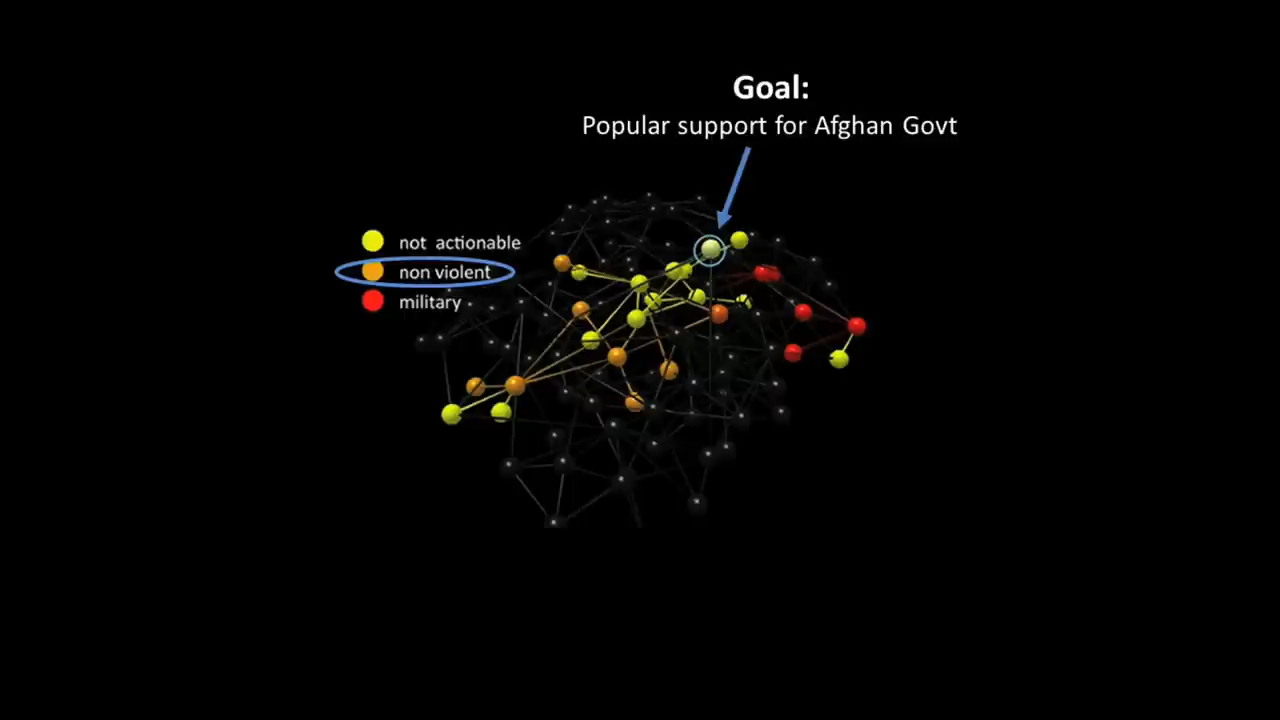 Goal:
Popular support for Afghan Govt
not actionable
non violent
military